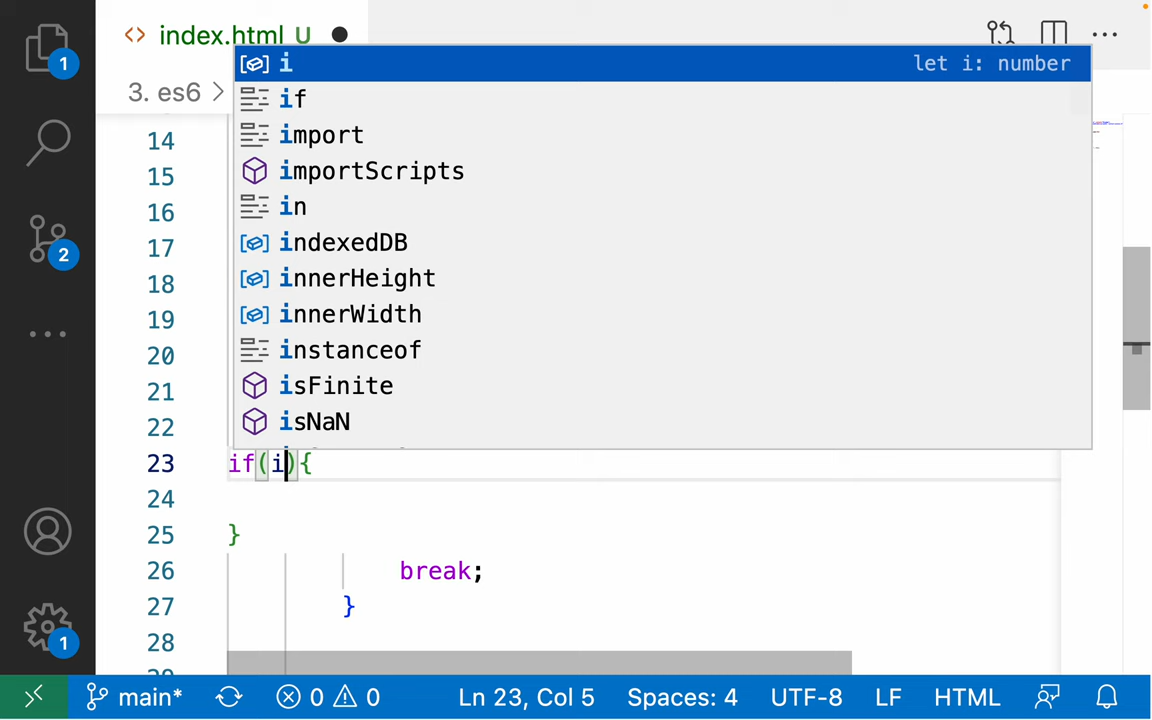 index.html U
3. es6 >
i let i: number
if
import
importScripts
in
indexedDB
innerHeight
innerWidth
instanceof
isFinite
isNaN
14
15
16
17
18
19
20
21
22
23 if(i){
24
25 }
26 break;
27 }
28
1
2
1
main* 0 0 Ln 23, Col 5 Spaces: 4 UTF-8 LF HTML